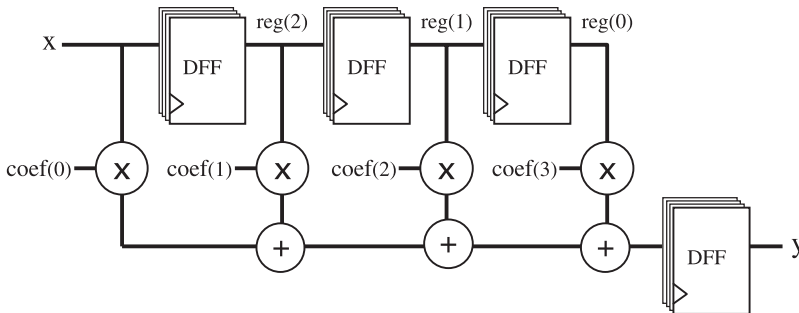 reg(2) reg(1) reg(0)
x
DFF DFF DFF
coef(0) x coef(1) x coef(2) x coef(3) x
+ + +
y
DFF